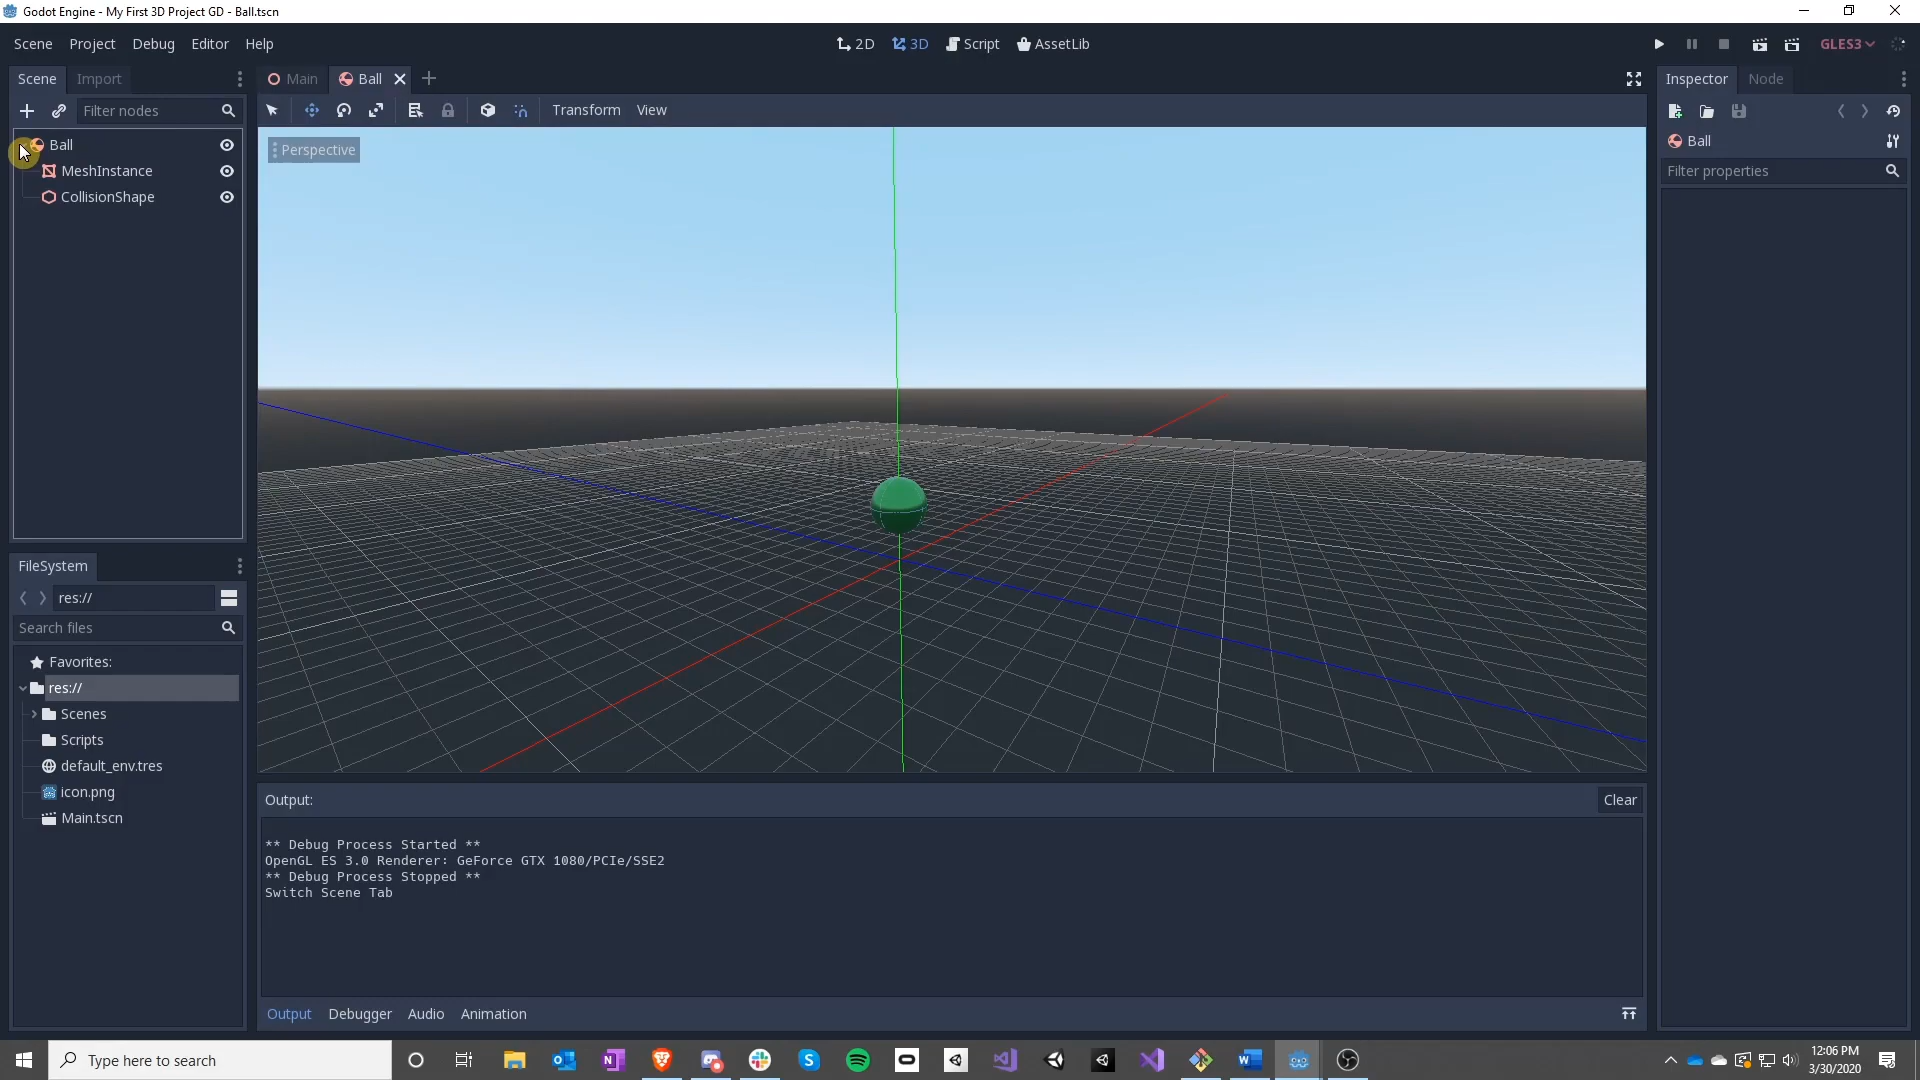 Godot Engine - My First 3D Project GD - Ball.tscn
Scene Project Debug Editor Help
2D 3D Script AssetLib
GLES3
Scene Import
Main Ball
Inspector Node
Filter nodes
Transform View
Ball
MeshInstance
CollisionShape
Perspective
Ball
Filter properties
FileSystem
res://
Search files
Favorites:
res://
Scenes
Scripts
default_env.tres
icon.png
Main.tscn
Output:
Clear
** Debug Process Started **
OpenGL ES 3.0 Renderer: GeForce GTX 1080/PCIe/SSE2
** Debug Process Stopped **
Switch Scene Tab
Output Debugger Audio Animation
Type here to search
12:06 PM
3/30/2020